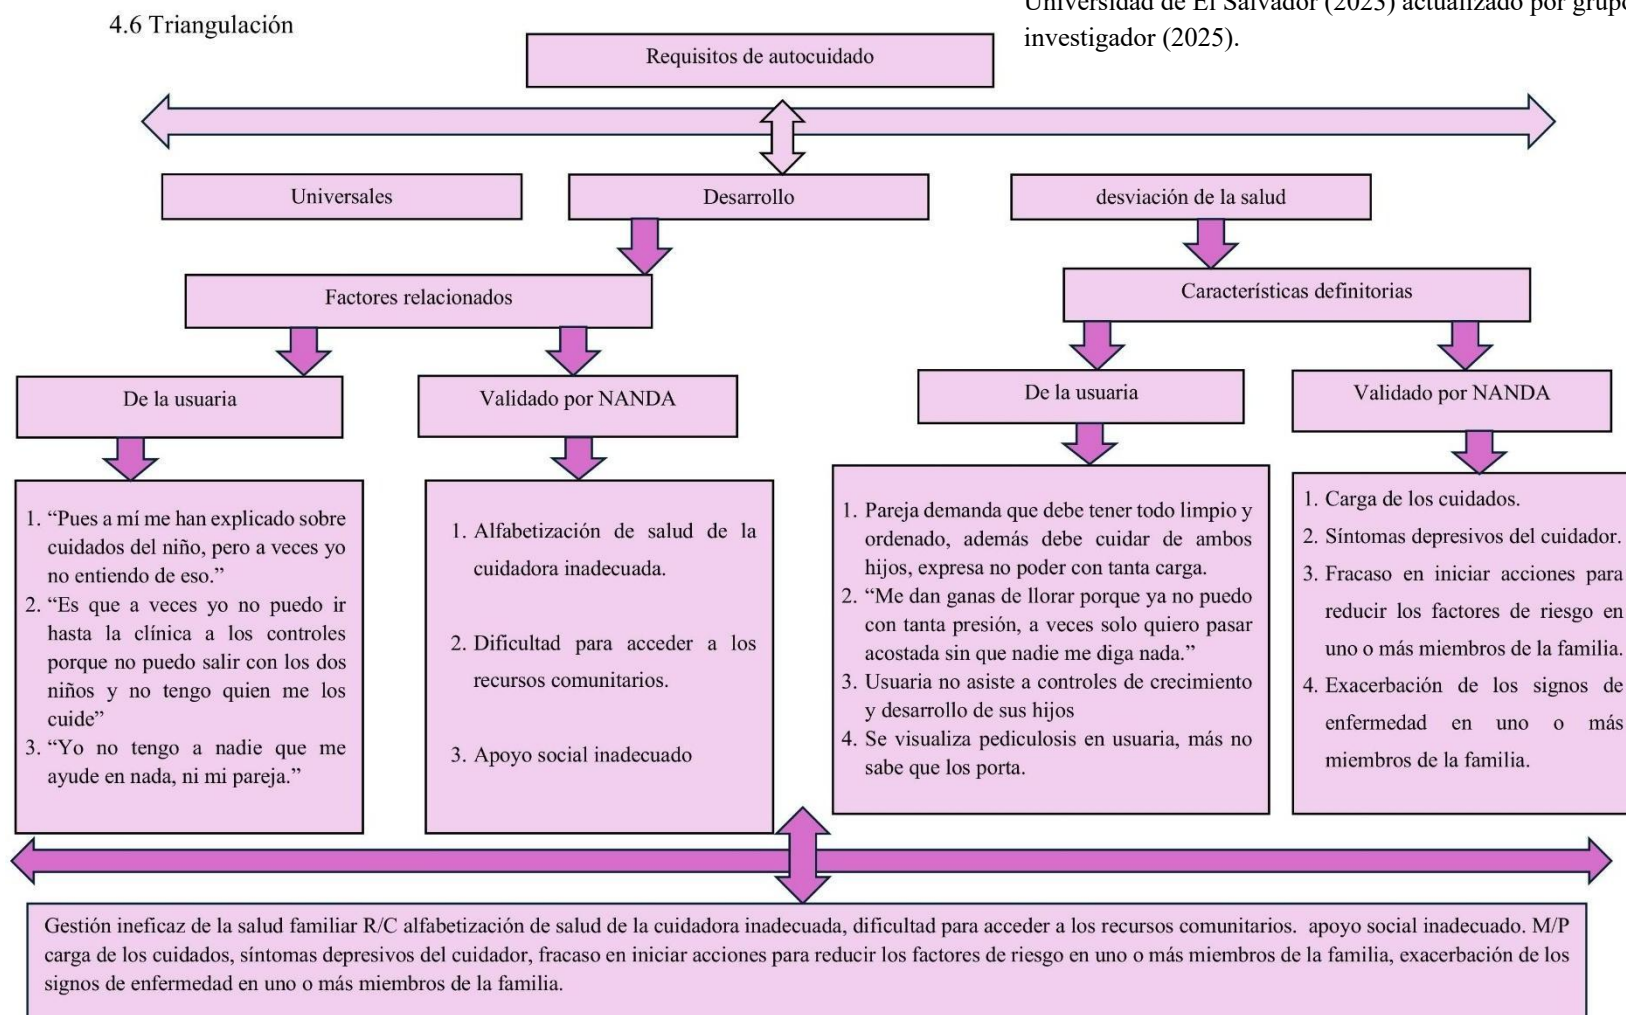 Universidad de El Salvador (2023) actualizado por grupo
investigador (2025).
4.6 Triangulación
Requisitos de autocuidado
Universales
Desarrollo
desviación de la salud
Factores relacionados
Características definitorias
De la usuaria
Validado por NANDA
De la usuaria
Validado por NANDA
1. “Pues a mí me han explicado sobre
cuidados del niño, pero a veces yo
no entiendo de eso.”
2. “Es que a veces yo no puedo ir
hasta la clínica a los controles
porque no puedo salir con los dos
niños y no tengo quien me los
cuide”
3. “Yo no tengo a nadie que me
ayude en nada, ni mi pareja.”
1. Alfabetización de salud de la
cuidadora inadecuada.
2. Dificultad para acceder a los
recursos comunitarios.
3. Apoyo social inadecuado
1. Pareja demanda que debe tener todo limpio y
ordenado, además debe cuidar de ambos
hijos, expresa no poder con tanta carga.
2. “Me dan ganas de llorar porque ya no puedo
con tanta presión, a veces solo quiero pasar
acostada sin que nadie me diga nada.”
3. Usuaria no asiste a controles de crecimiento
y desarrollo de sus hijos
4. Se visualiza pediculosis en usuaria, más no
sabe que los porta.
1. Carga de los cuidados.
2. Síntomas depresivos del cuidador.
3. Fracaso en iniciar acciones para
reducir los factores de riesgo en
uno o más miembros de la familia.
4. Exacerbación de los signos de
enfermedad en uno o más
miembros de la familia.
Gestión ineficaz de la salud familiar R/C alfabetización de salud de la cuidadora inadecuada, dificultad para acceder a los recursos comunitarios. apoyo social inadecuado. M/P
carga de los cuidados, síntomas depresivos del cuidador, fracaso en iniciar acciones para reducir los factores de riesgo en uno o más miembros de la familia, exacerbación de los
signos de enfermedad en uno o más miembros de la familia.